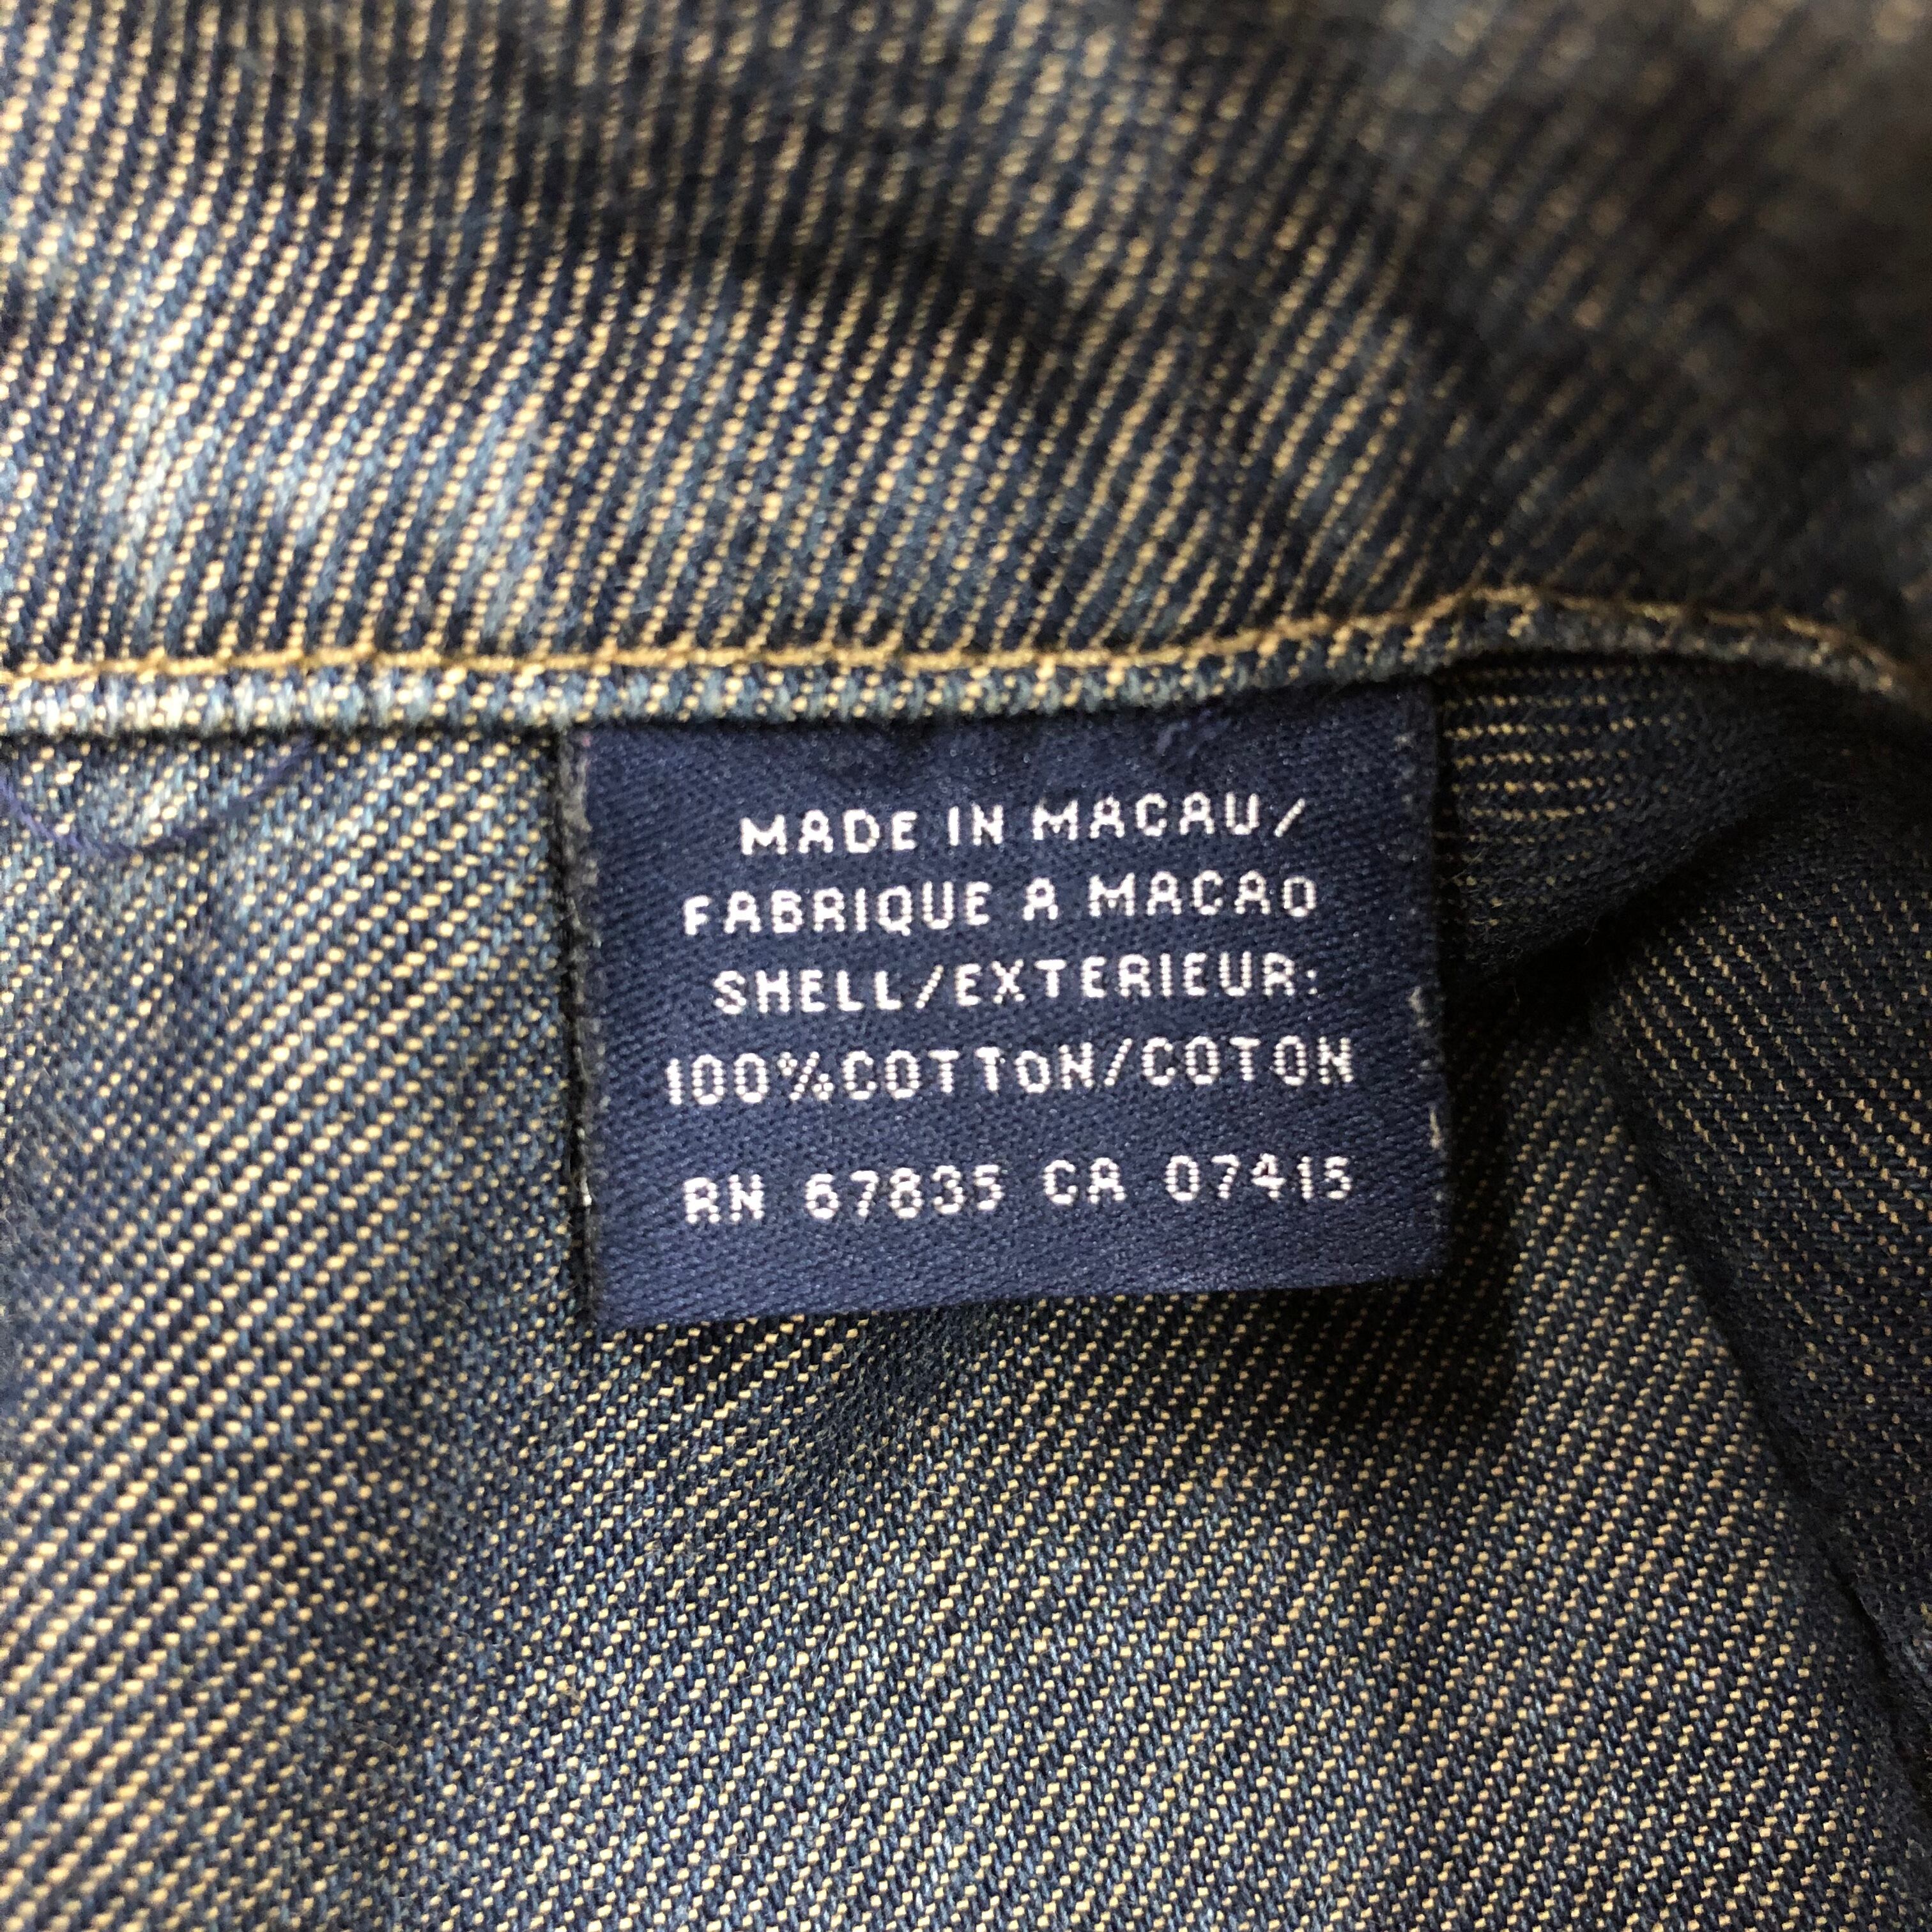 MADE IN MACAU/
FABRIQUE A MACAO
SHELL/EXTERIEUR:
100%COTTON/COTON
RN 67835 CA 07415